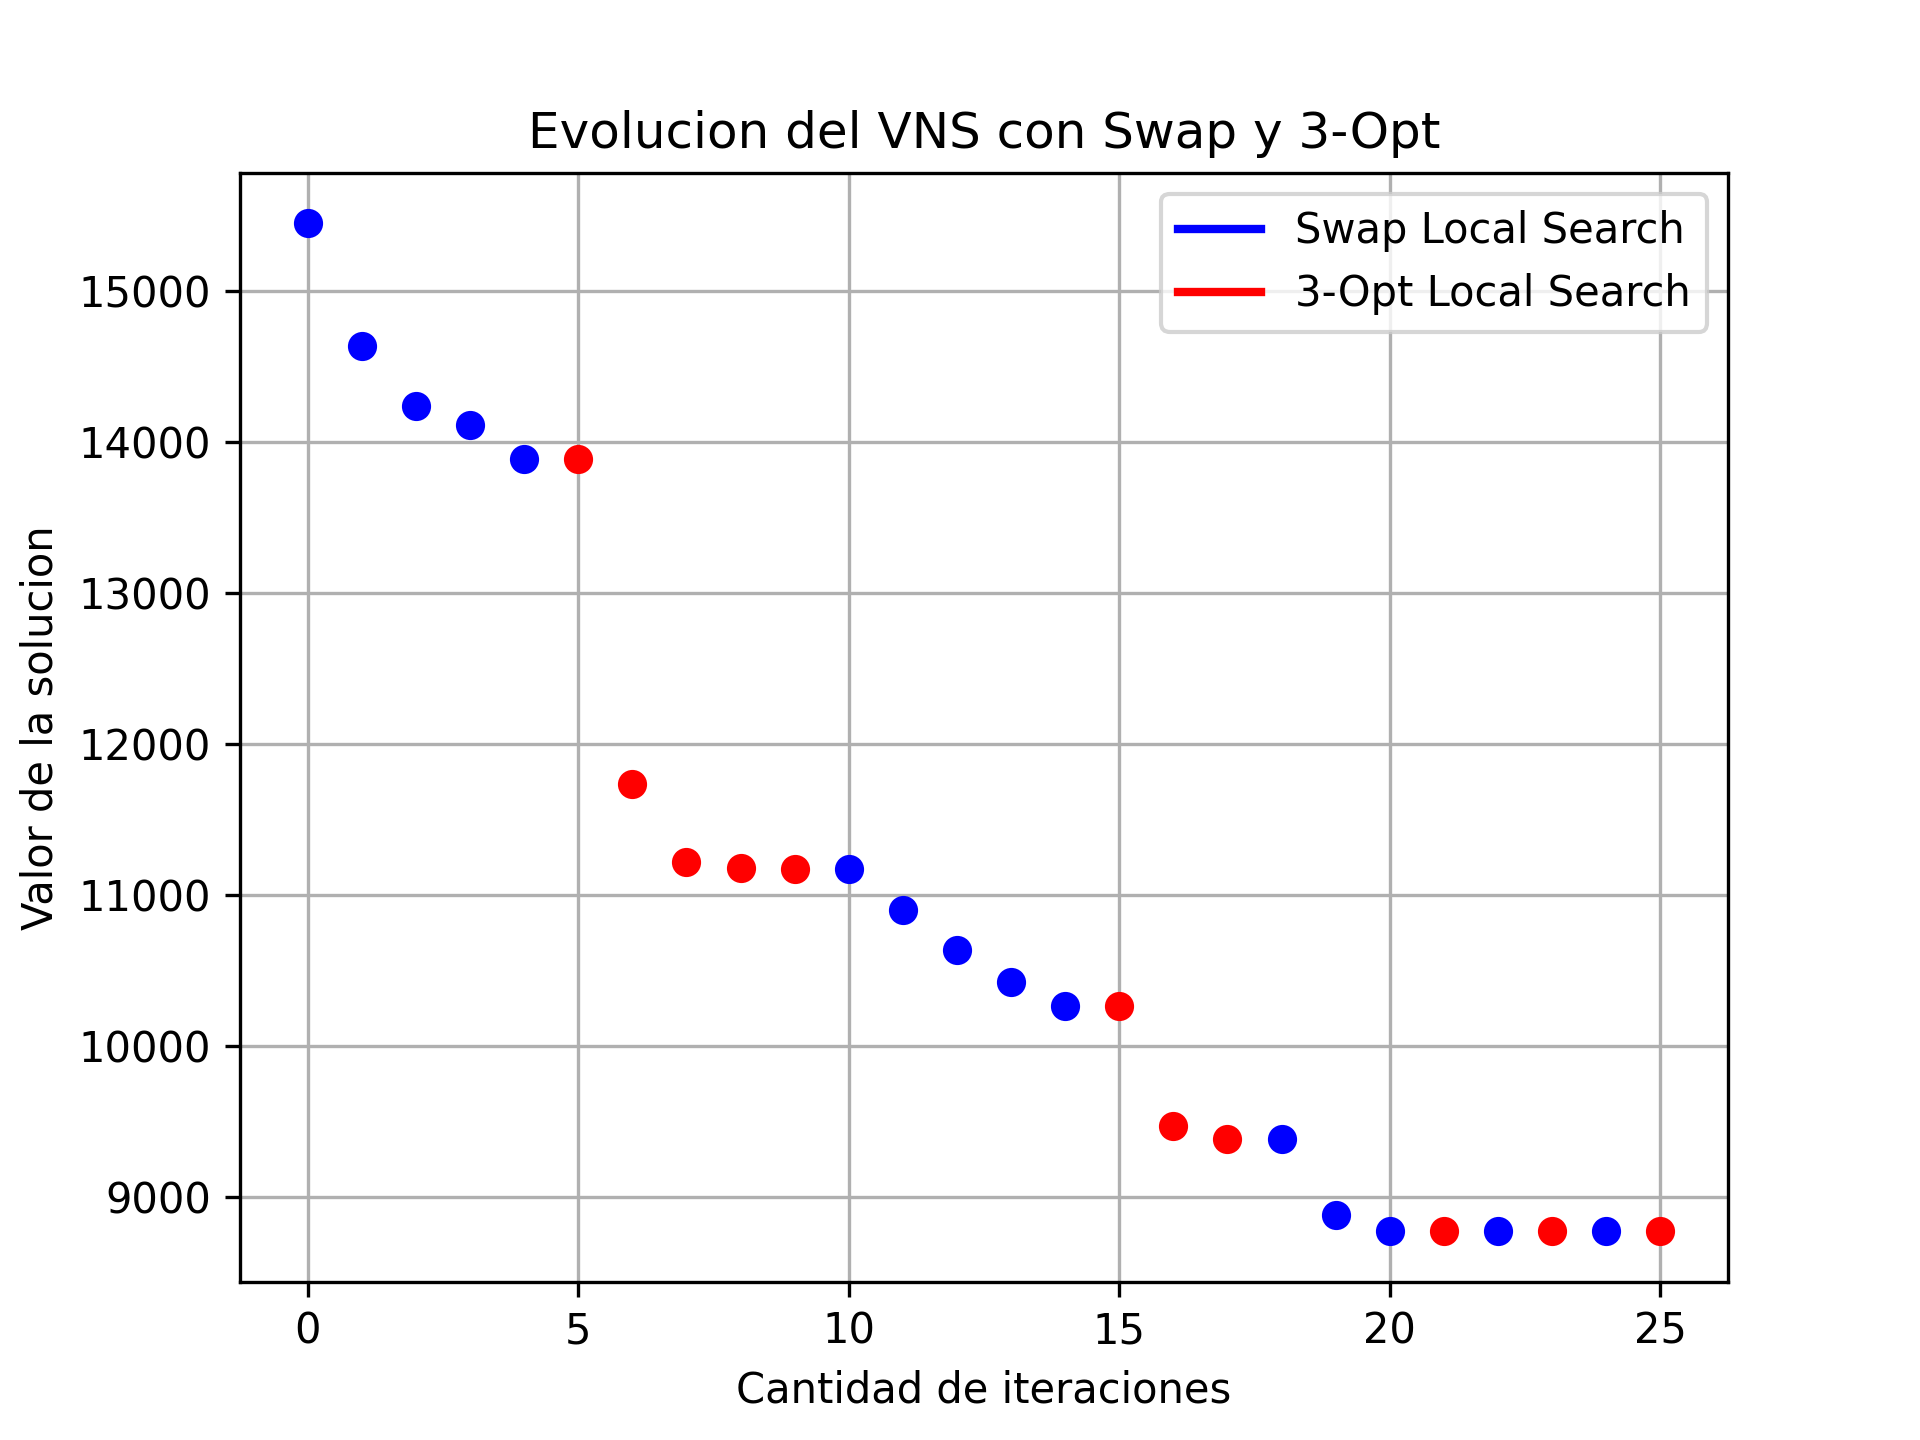 Evolucion del VNS con Swap y 3-Opt
Swap Local Search
3-Opt Local Search
Valor de la solucion
15000
14000
13000
12000
11000
10000
9000
0 5 10 15 20 25
Cantidad de iteraciones